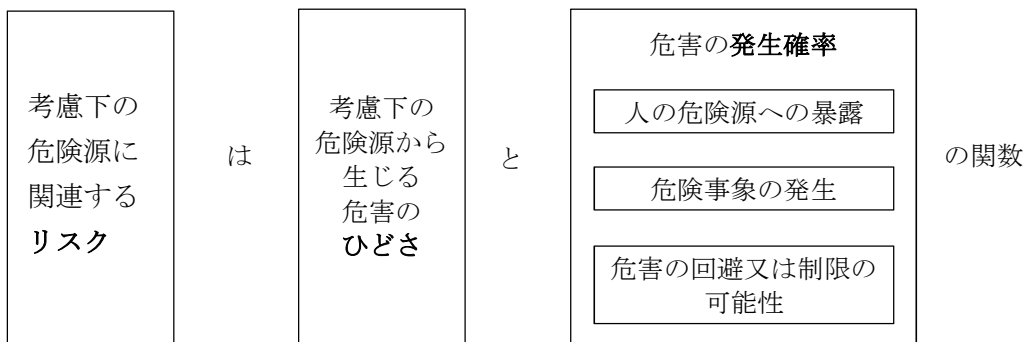 考慮下の
危険源に
関連する
リスク
は
考慮下の
危険源から
生じる
危害の
ひどさ
と
危害の発生確率
人の危険源への暴露
危険事象の発生
危害の回避又は制限の
可能性
の関数